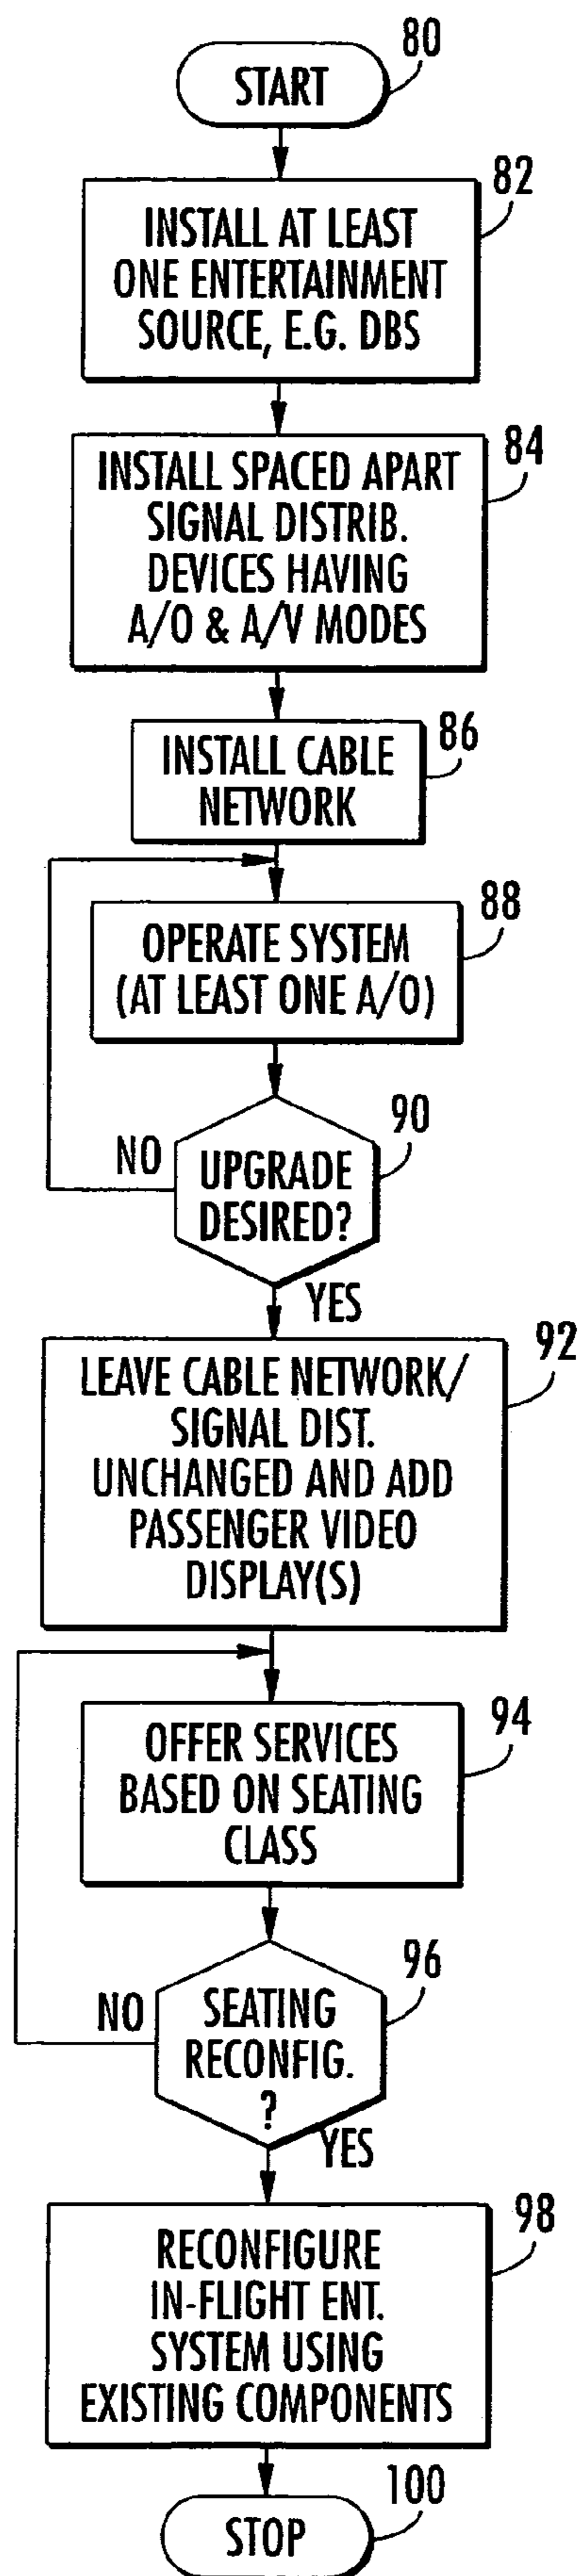 START
80
INSTALL AT LEAST
ONE ENTERTAINMENT
SOURCE, E.G. DBS
82
INSTALL SPACED APART
SIGNAL DISTRIB.
DEVICES HAVING
A/O & A/V MODES
84
INSTALL CABLE
NETWORK
86
OPERATE SYSTEM
(AT LEAST ONE A/O)
88
UPGRADE
DESIRED?
90
NO
YES
LEAVE CABLE NETWORK/
SIGNAL DIST.
UNCHANGED AND ADD
PASSENGER VIDEO
DISPLAY(S)
92
OFFER SERVICES
BASED ON SEATING
CLASS
94
SEATING
RECONFIG.
?
96
NO
YES
RECONFIGURE
IN-FLIGHT ENT.
SYSTEM USING
EXISTING COMPONENTS
98
STOP
100